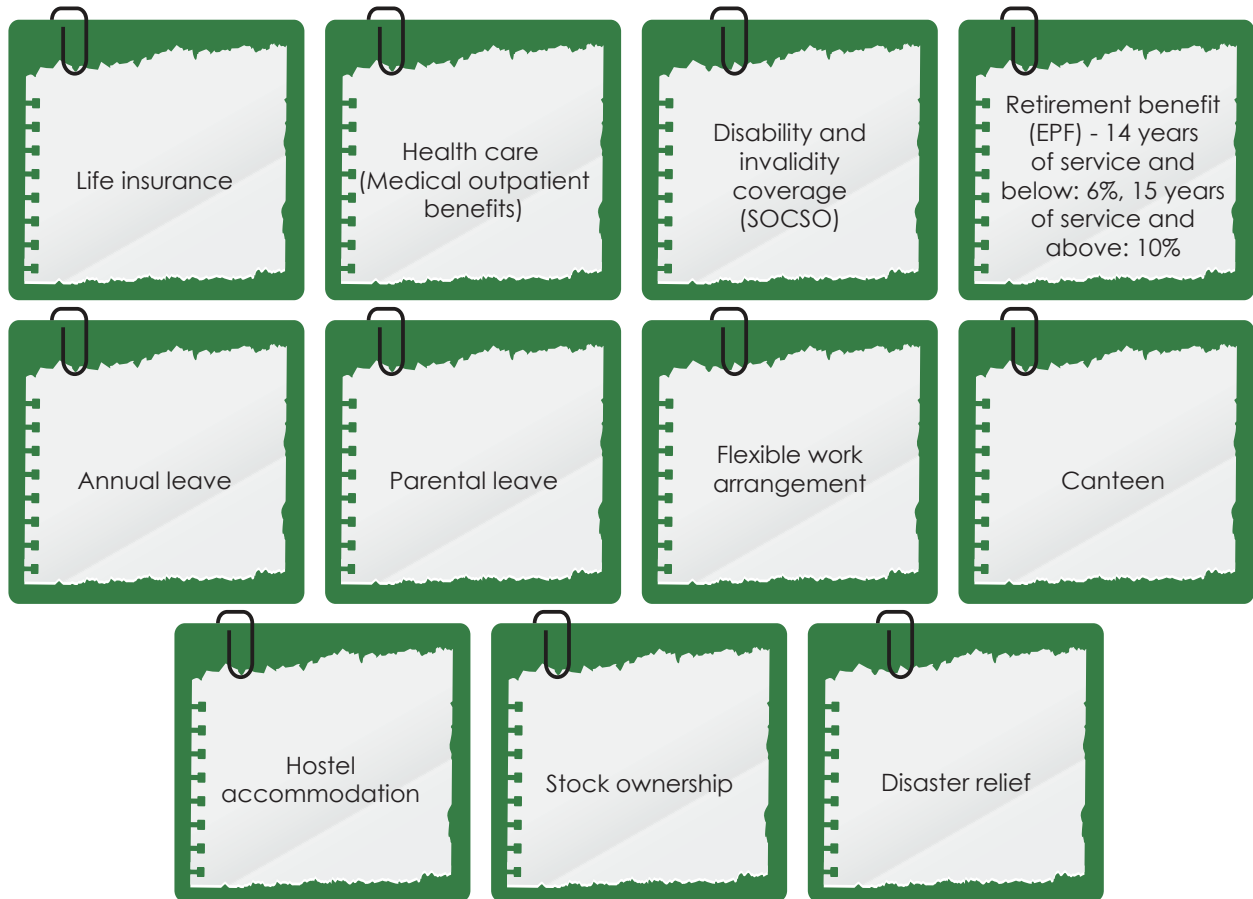 Life insurance
Health care
(Medical outpatient
benefits)
Disability and
invalidity
coverage
(SOCSO)
Retirement benefit
(EPF) - 14 years
of service and
below: 6%, 15 years
of service and
above: 10%
Annual leave
Parental leave
Flexible work
arrangement
Canteen
Hostel
accommodation
Stock ownership
Disaster relief